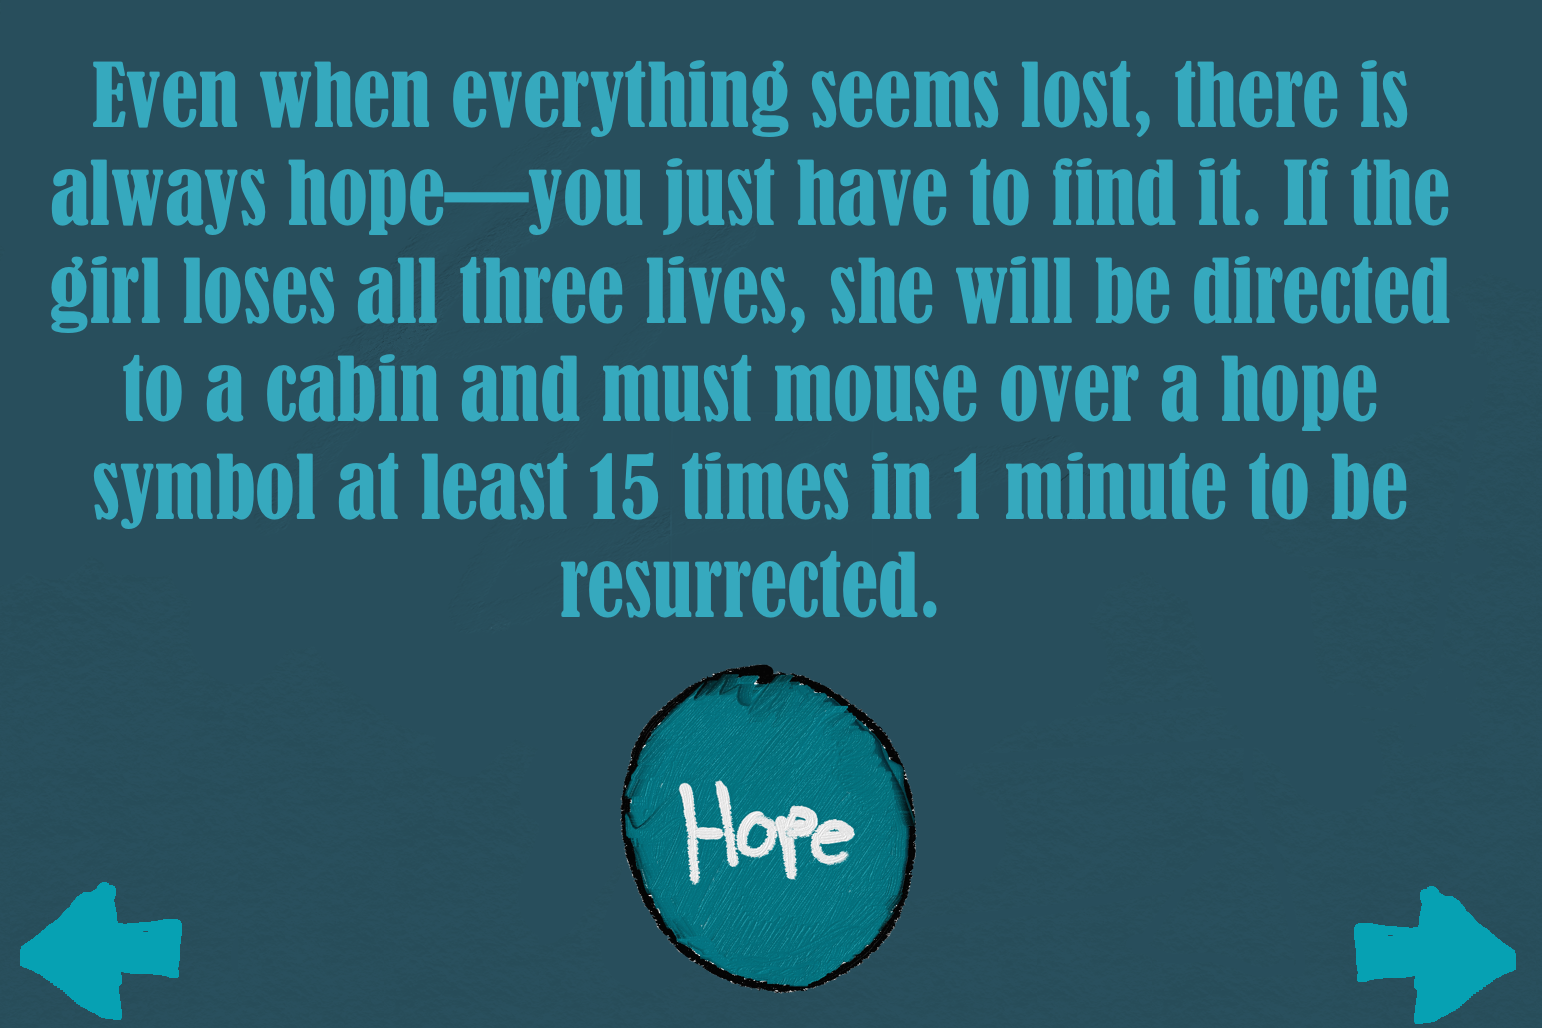 Even when everything seems lost, there is
always hope—you just have to find it. If the
girl loses all three lives, she will be directed
to a cabin and must mouse over a hope
symbol at least 15 times in 1 minute to be
resurrected.
Hope